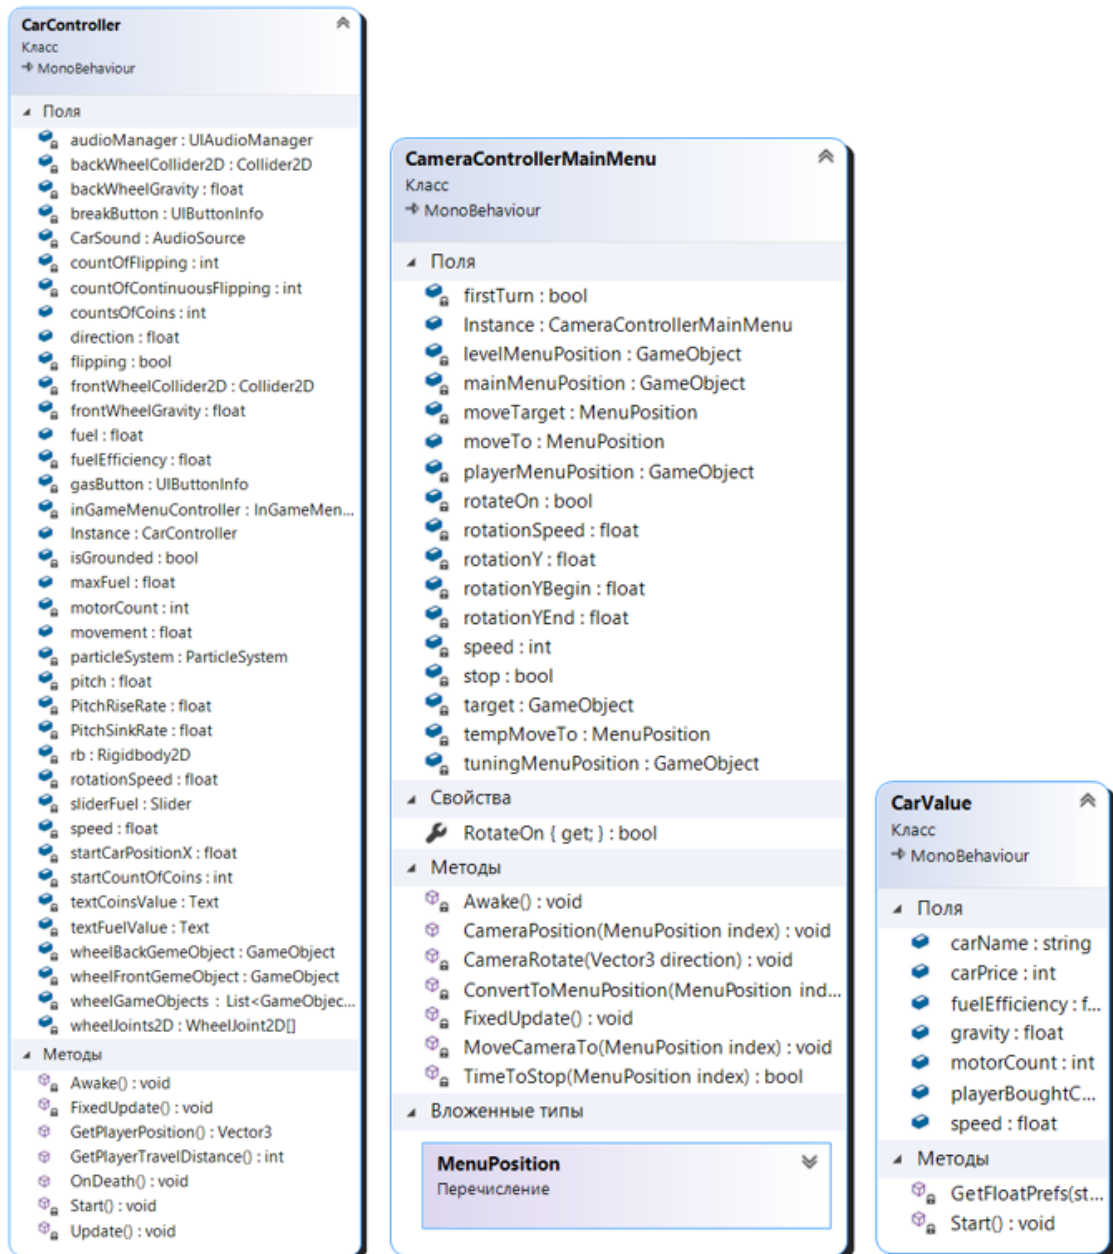 CarController
Класс
MonoBehaviour
Поля
audioManager : UIAudioManager
backWheelCollider2D : Collider2D
backWheelGravity : float
breakButton : UIButtonInfo
CarSound : AudioSource
countOfFlipping : int
countOfContinuousFlipping : int
countsOfCoins : int
direction : float
flipping : bool
frontWheelCollider2D : Collider2D
frontWheelGravity : float
fuel : float
fuelEfficiency : float
gasButton : UIButtonInfo
inGameMenuController : InGameMen...
Instance : CarController
isGrounded : bool
maxFuel : float
motorCount : int
movement : float
particleSystem : ParticleSystem
pitch : float
PitchRiseRate : float
PitchSinkRate : float
rb : Rigidbody2D
rotationSpeed : float
sliderFuel : Slider
speed : float
startCarPositionX : float
startCountOfCoins : int
textCoinsValue : Text
textFuelValue : Text
wheelBackGemeObject : GameObject
wheelFrontGemeObject : GameObject
wheelGameObjects : List<GameObjec...
wheelJoints2D : WheelJoint2D[]
Методы
Awake() : void
FixedUpdate() : void
GetPlayerPosition() : Vector3
GetPlayerTravelDistance() : int
OnDeath() : void
Start() : void
Update() : void
CameraControllerMainMenu
Класс
MonoBehaviour
Поля
firstTurn : bool
Instance : CameraControllerMainMenu
levelMenuPosition : GameObject
mainMenuPosition : GameObject
moveTarget : MenuPosition
moveTo : MenuPosition
playerMenuPosition : GameObject
rotateOn : bool
rotationSpeed : float
rotationY : float
rotationYBegin : float
rotationYEnd : float
speed : int
stop : bool
target : GameObject
tempMoveTo : MenuPosition
tuningMenuPosition : GameObject
Свойства
RotateOn { get; } : bool
Методы
Awake() : void
CameraPosition(MenuPosition index) : void
CameraRotate(Vector3 direction) : void
ConvertToMenuPosition(MenuPosition ind...
FixedUpdate() : void
MoveCameraTo(MenuPosition index) : void
TimeToStop(MenuPosition index) : bool
Вложенные типы
MenuPosition
Перечисление
CarValue
Класс
MonoBehaviour
Поля
carName : string
carPrice : int
fuelEfficiency : f...
gravity : float
motorCount : int
playerBoughtC...
speed : float
Методы
GetFloatPrefs(st...
Start() : void